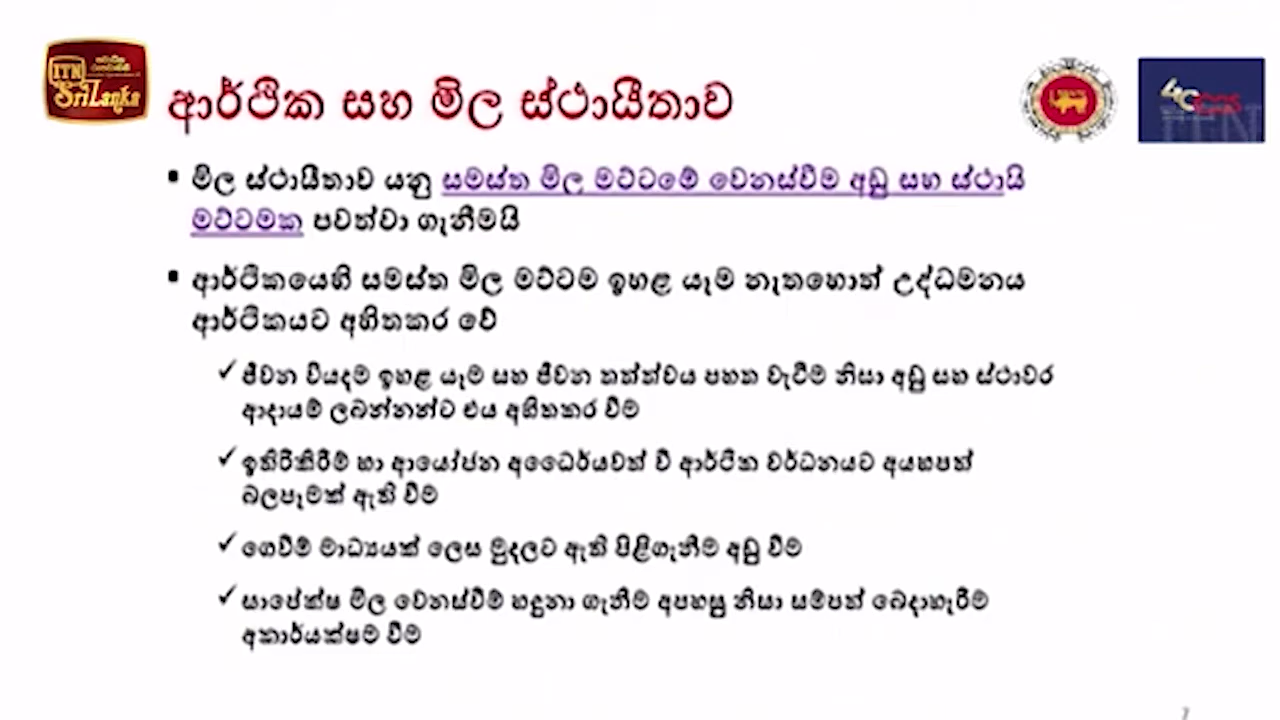 ITN
Sri Lanka
ආර්ථික සහ මිල ස්ථායීතාව
▪ මිල ස්ථායීතාව යනු සමස්ත මිල මට්ටමේ වෙනස්වීම් අඩු සහ ස්ථායි
මට්ටමක පවත්වා ගැනීමයි
▪ ආර්ථිකයෙහි සමස්ත මිල මට්ටම ඉහළ යෑම නැතහොත් උද්ධමනය
ආර්ථිකයට අහිතකර වේ
✓ ජීවන වියදම ඉහළ යෑම සහ ජීවන තත්ත්වය පහත වැටීම නිසා අඩු සහ ස්ථාවර
ආදායම් ලබන්නන්ට එය අහිතකර වීම
✓ ඉතිරිකිරීම් හා ආයෝජන අධෛර්යවත් වී ආර්ථික වර්ධනයට අයහපත්
බලපෑමක් ඇති වීම
✓ ගෙවීම් මාධ්‍යයක් ලෙස මුදලට ඇති පිළිගැනීම අඩු වීම
✓ සාපේක්ෂ මිල වෙනස්වීම් හඳුනා ගැනීම අපහසු නිසා සම්පත් බෙදාහැරීම
අකාර්යක්ෂම වීම